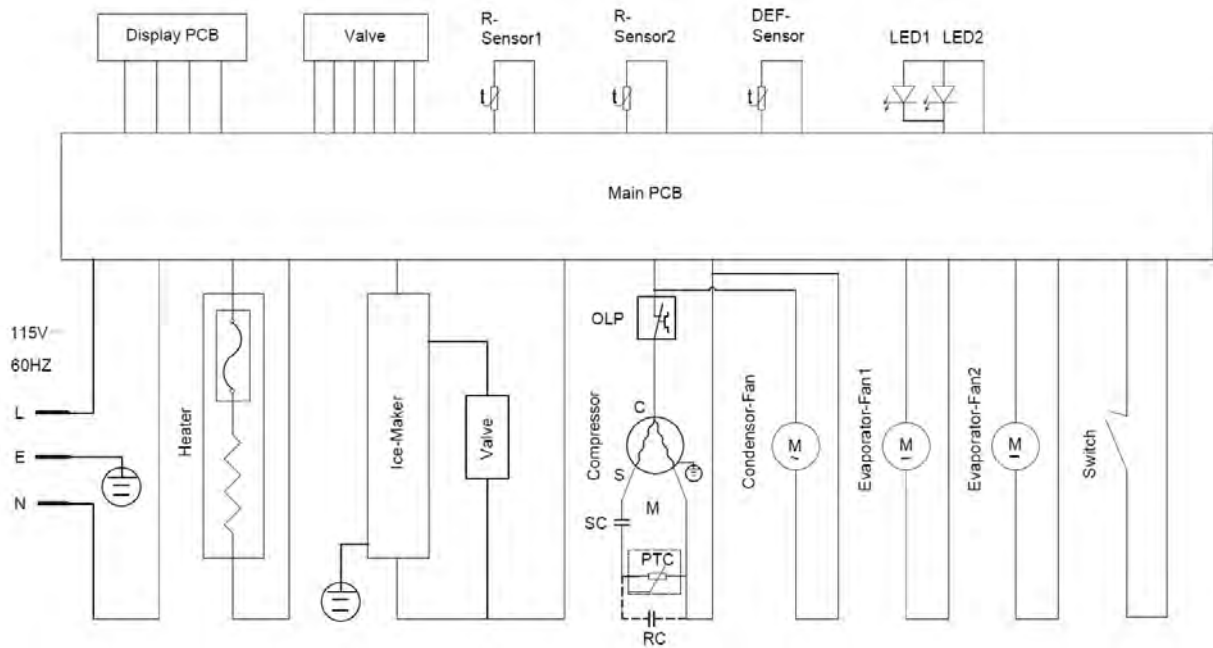 Display PCB
Valve
R-
Sensor1
R-
Sensor2
DEF-
Sensor
LED1 LED2
t
t
t
Main PCB
115V
60HZ
L
E
N
Heater
Ice-Maker
Valve
OLP
Compressor
C
S
M
SC
PTC
RC
Condensor-Fan
M
~
Evaporator-Fan1
M
Evaporator-Fan2
M
Switch